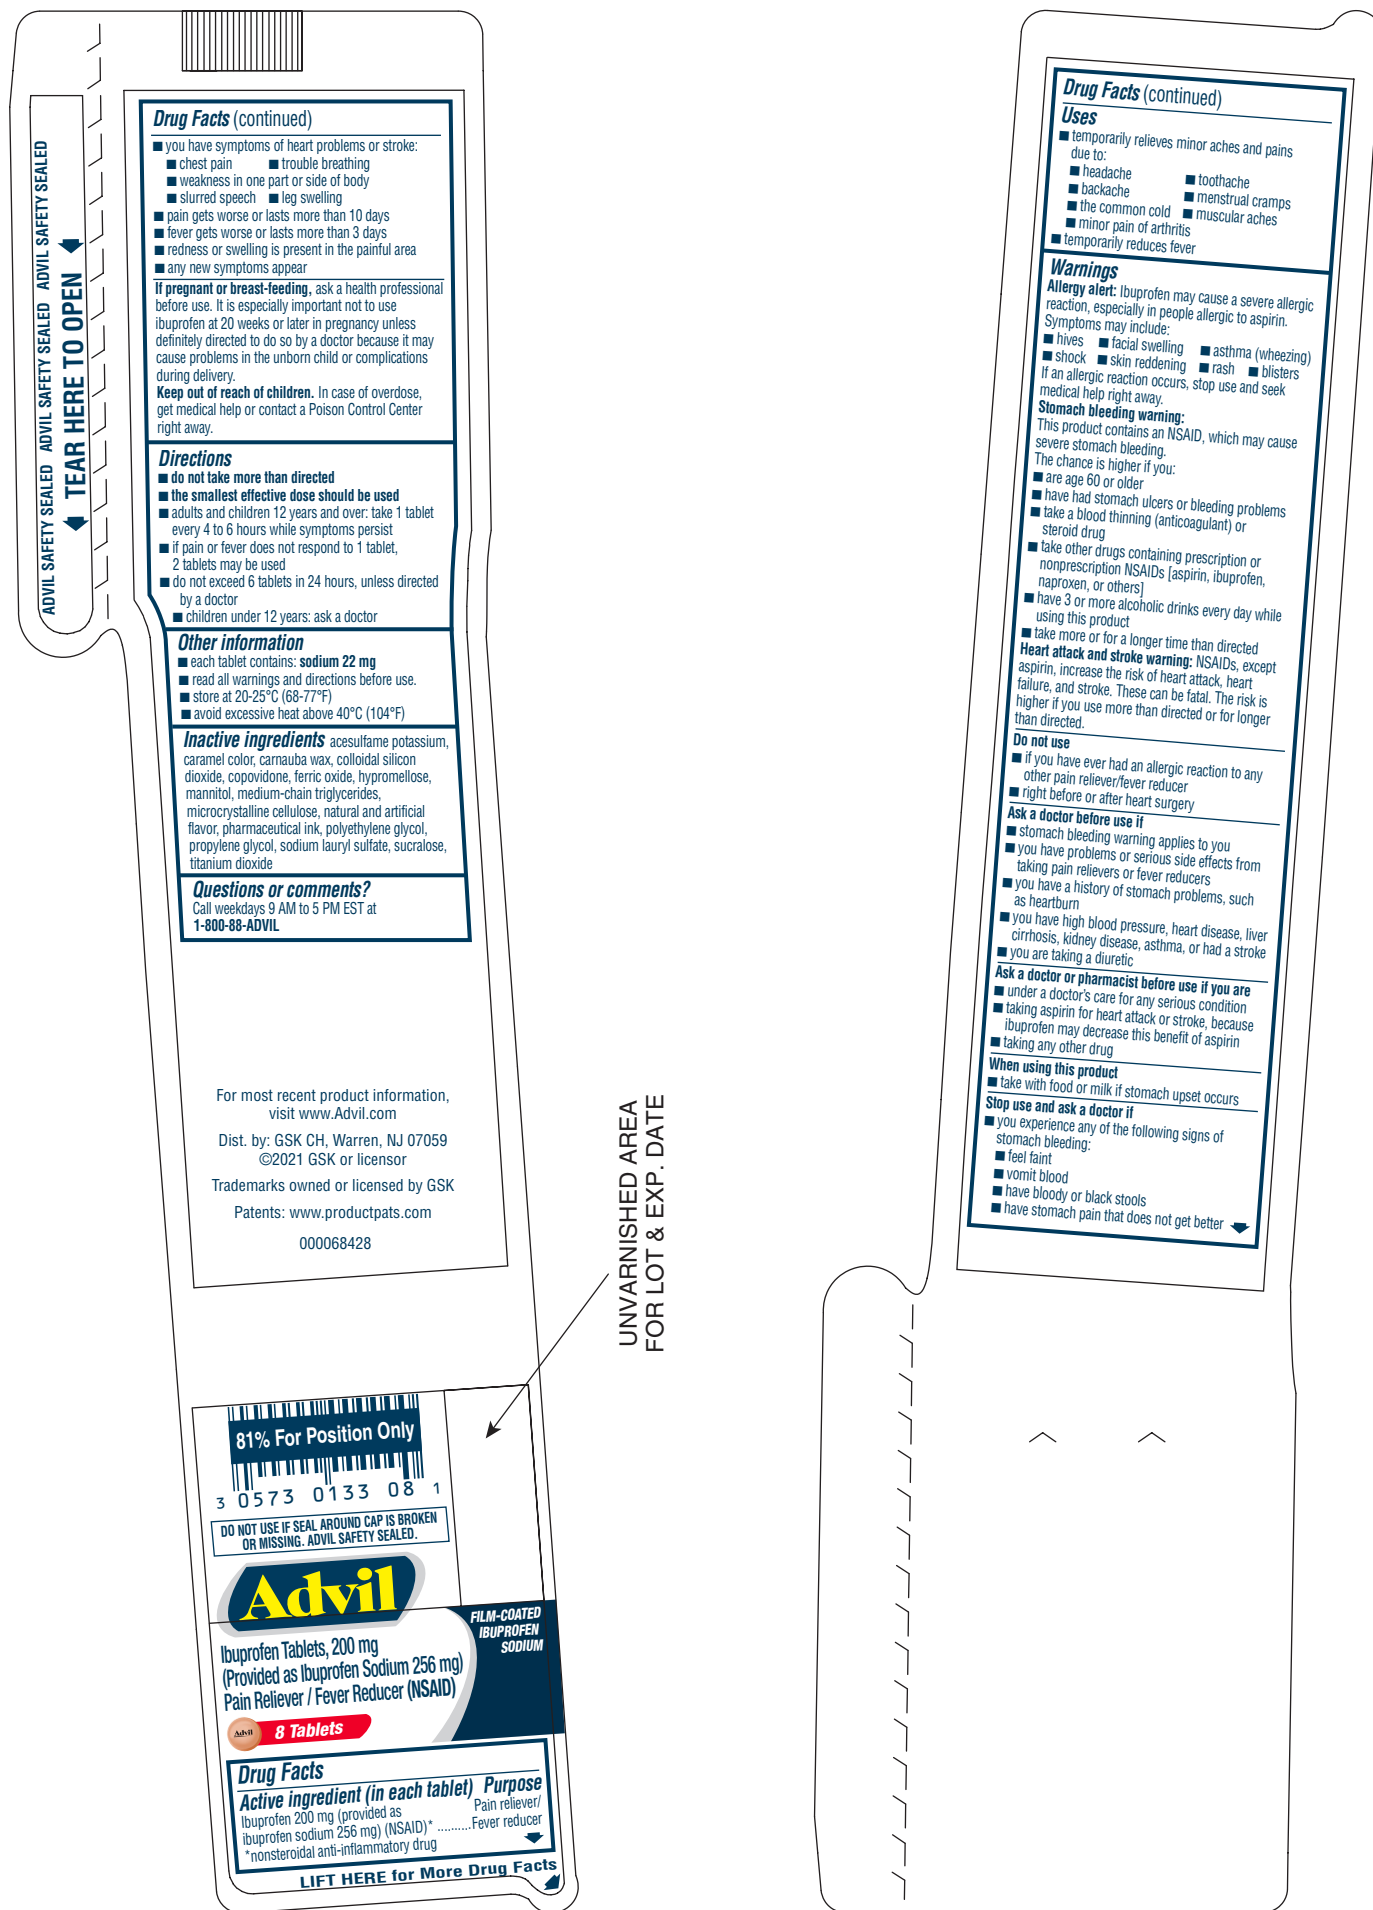 ADVIL SAFETY SEALED ADVIL SAFETY SEALED ADVIL SAFETY SEALED
TEAR HERE TO OPEN
Drug Facts (continued)
■ you have symptoms of heart problems or stroke:
■ chest pain ■ trouble breathing
■ weakness in one part or side of body
■ slurred speech ■ leg swelling
■ pain gets worse or lasts more than 10 days
■ fever gets worse or lasts more than 3 days
■ redness or swelling is present in the painful area
■ any new symptoms appear
If pregnant or breast-feeding, ask a health professional
before use. It is especially important not to use
ibuprofen at 20 weeks or later in pregnancy unless
definitely directed to do so by a doctor because it may
cause problems in the unborn child or complications
during delivery.
Keep out of reach of children. In case of overdose,
get medical help or contact a Poison Control Center
right away.
Directions
■ do not take more than directed
■ the smallest effective dose should be used
■ adults and children 12 years and over: take 1 tablet
every 4 to 6 hours while symptoms persist
■ if pain or fever does not respond to 1 tablet,
2 tablets may be used
■ do not exceed 6 tablets in 24 hours, unless directed
by a doctor
■ children under 12 years: ask a doctor
Other information
■ each tablet contains: sodium 22 mg
■ read all warnings and directions before use.
■ store at 20-25°C (68-77°F)
■ avoid excessive heat above 40°C (104°F)
Inactive ingredients acesulfame potassium,
caramel color, carnauba wax, colloidal silicon
dioxide, copovidone, ferric oxide, hypromellose,
mannitol, medium-chain triglycerides,
microcrystalline cellulose, natural and artificial
flavor, pharmaceutical ink, polyethylene glycol,
propylene glycol, sodium lauryl sulfate, sucralose,
titanium dioxide
Questions or comments?
Call weekdays 9 AM to 5 PM EST at
1-800-88-ADVIL
For most recent product information,
visit www.Advil.com
Dist. by: GSK CH, Warren, NJ 07059
©2021 GSK or licensor
Trademarks owned or licensed by GSK
Patents: www.productpats.com
000068428
UNVARNISHED AREA
FOR LOT & EXP. DATE
81% For Position Only
3 0573 0133 08 1
DO NOT USE IF SEAL AROUND CAP IS BROKEN
OR MISSING. ADVIL SAFETY SEALED.
Advil
FILM-COATED
IBUPROFEN
SODIUM
Ibuprofen Tablets, 200 mg
(Provided as Ibuprofen Sodium 256 mg)
Pain Reliever / Fever Reducer (NSAID)
Advil
8 Tablets
Drug Facts
Active ingredient (in each tablet) Purpose
Ibuprofen 200 mg (provided as Pain reliever/
ibuprofen sodium 256 mg) (NSAID)* ..........Fever reducer
*nonsteroidal anti-inflammatory drug
LIFT HERE for More Drug Facts
Drug Facts (continued)
Uses
■ temporarily relieves minor aches and pains
due to:
■ headache ■ toothache
■ backache ■ menstrual cramps
■ the common cold ■ muscular aches
■ minor pain of arthritis
■ temporarily reduces fever
Warnings
Allergy alert: Ibuprofen may cause a severe allergic
reaction, especially in people allergic to aspirin.
Symptoms may include:
■ hives ■ facial swelling ■ asthma (wheezing)
■ shock ■ skin reddening ■ rash ■ blisters
If an allergic reaction occurs, stop use and seek
medical help right away.
Stomach bleeding warning:
This product contains an NSAID, which may cause
severe stomach bleeding.
The chance is higher if you:
■ are age 60 or older
■ have had stomach ulcers or bleeding problems
■ take a blood thinning (anticoagulant) or
steroid drug
■ take other drugs containing prescription or
nonprescription NSAIDs [aspirin, ibuprofen,
naproxen, or others]
■ have 3 or more alcoholic drinks every day while
using this product
■ take more or for a longer time than directed
Heart attack and stroke warning: NSAIDs, except
aspirin, increase the risk of heart attack, heart
failure, and stroke. These can be fatal. The risk is
higher if you use more than directed or for longer
than directed.
Do not use
■ if you have ever had an allergic reaction to any
other pain reliever/fever reducer
■ right before or after heart surgery
Ask a doctor before use if
■ stomach bleeding warning applies to you
■ you have problems or serious side effects from
taking pain relievers or fever reducers
■ you have a history of stomach problems, such
as heartburn
■ you have high blood pressure, heart disease, liver
cirrhosis, kidney disease, asthma, or had a stroke
■ you are taking a diuretic
Ask a doctor or pharmacist before use if you are
■ under a doctor's care for any serious condition
■ taking aspirin for heart attack or stroke, because
ibuprofen may decrease this benefit of aspirin
■ taking any other drug
When using this product
■ take with food or milk if stomach upset occurs
Stop use and ask a doctor if
■ you experience any of the following signs of
stomach bleeding:
■ feel faint
■ vomit blood
■ have bloody or black stools
■ have stomach pain that does not get better